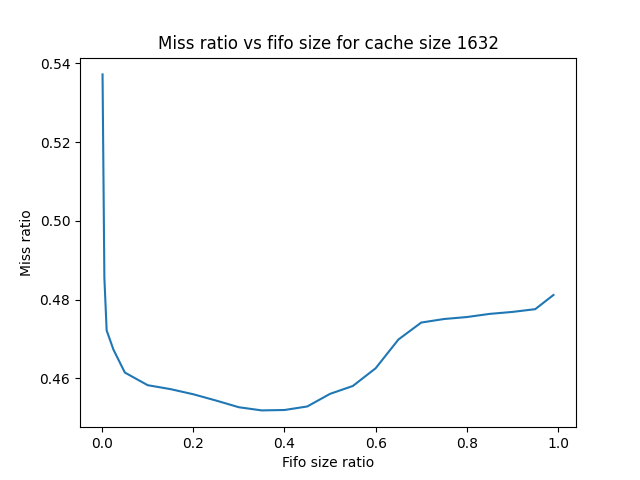 Miss ratio vs fifo size for cache size 1632
0.54
0.52
0.50
0.48
0.46
Miss ratio
0.0 0.2 0.4 0.6 0.8 1.0
Fifo size ratio